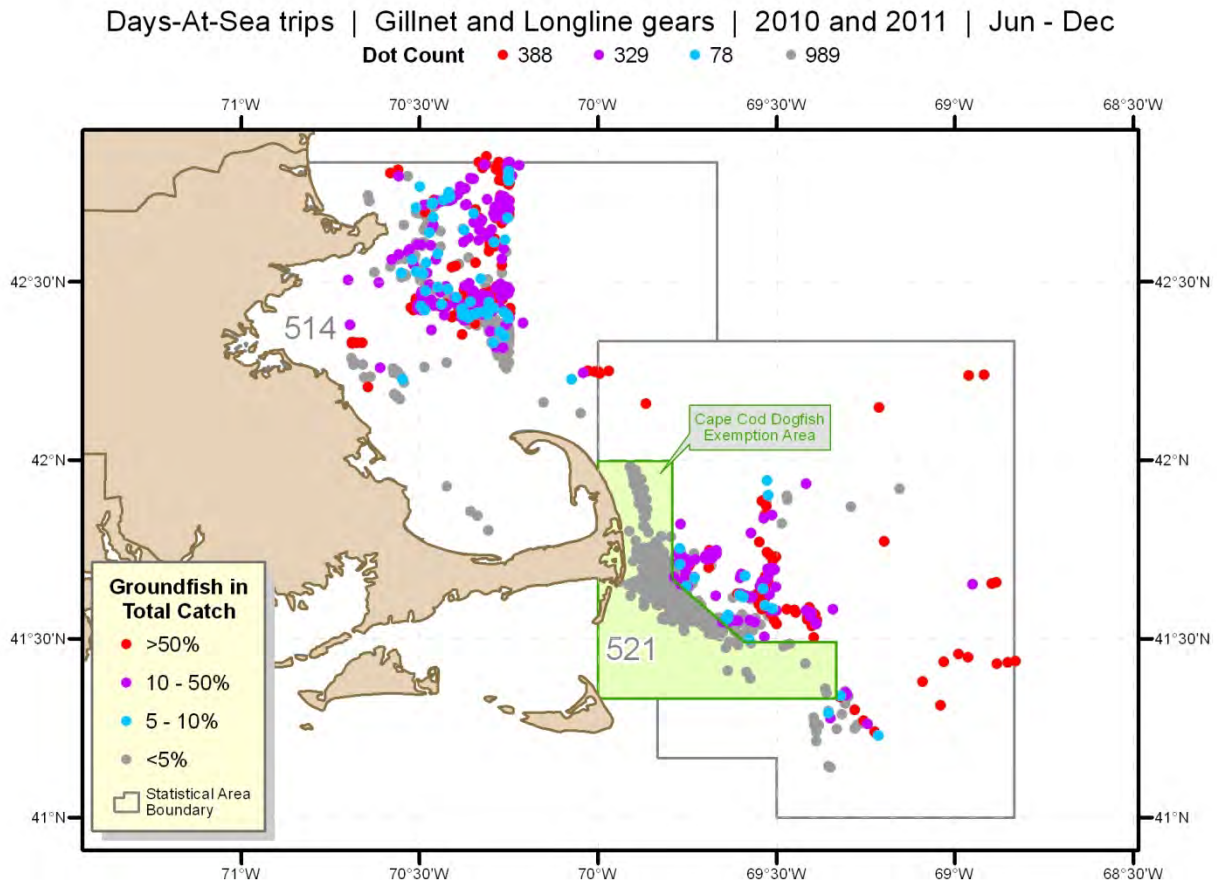 Days-At-Sea trips | Gillnet and Longline gears | 2010 and 2011 | Jun - Dec
Dot Count 388 329 78 989
71°W 70°30'W 70°W 69°30'W 69°W 68°30'W
42°30'N 42°30'N
514
Cape Cod Dogfish
Exemption Area
42°N 42°N
Groundfish in
Total Catch
>50%
10 - 50%
5 - 10%
<5%
Statistical Area
Boundary
41°30'N 41°30'N
521
41°N 41°N
71°W 70°30'W 70°W 69°30'W 69°W 68°30'W